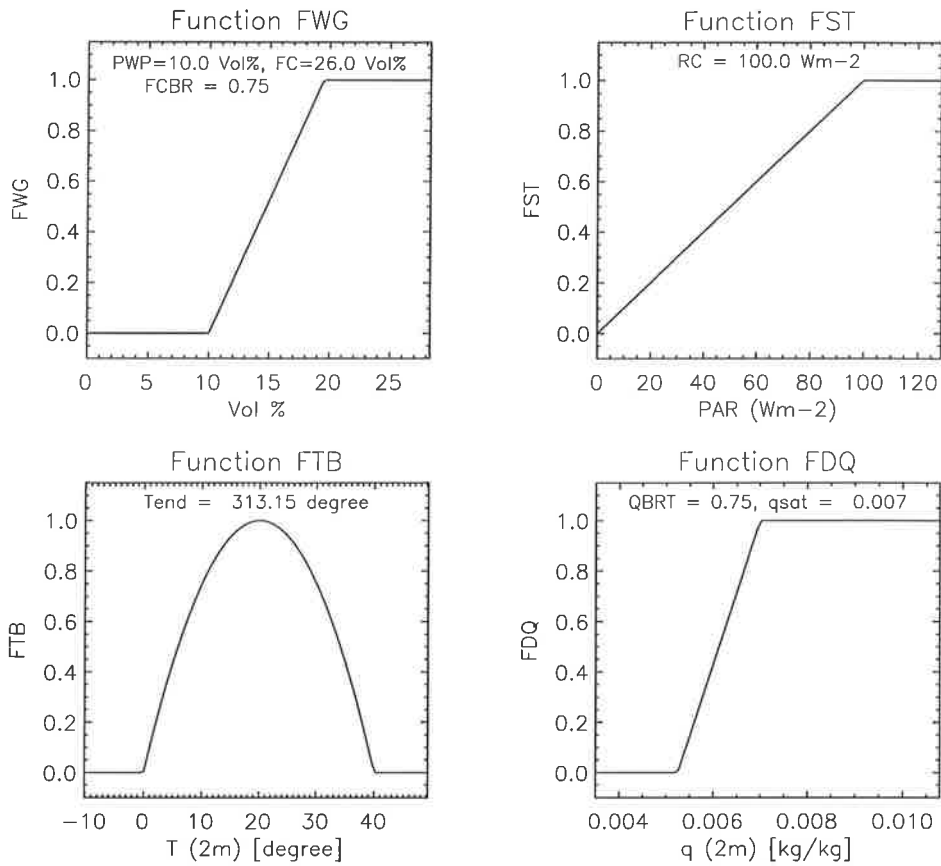 Function FWG
PWP=10.0 Vol%, FC=26.0 Vol%
FCBR = 0.75
1.0
0.8
0.6
0.4
0.2
0.0
FWG
0 5 10 15 20 25
Vol %
Function FST
RC = 100.0 Wm-2
1.0
0.8
0.6
0.4
0.2
0.0
FST
0 20 40 60 80 100 120
PAR (Wm-2)
Function FTB
Tend = 313.15 degree
1.0
0.8
0.6
0.4
0.2
0.0
FTB
-10 0 10 20 30 40
T (2m) [degree]
Function FDQ
QBRT = 0.75, qsat = 0.007
1.0
0.8
0.6
0.4
0.2
0.0
FDQ
0.004 0.006 0.008 0.010
q (2m) [kg/kg]